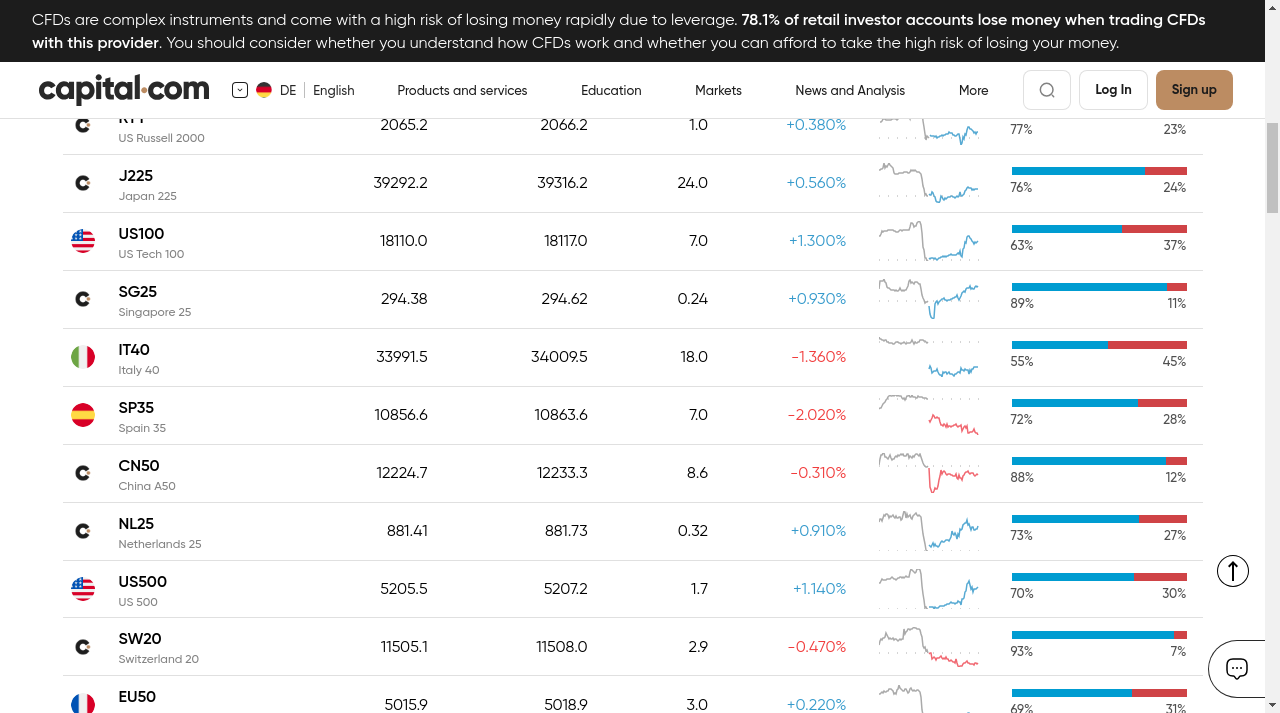 CFDs are complex instruments and come with a high risk of losing money rapidly due to leverage. 78.1% of retail investor accounts lose money when trading CFDs
with this provider. You should consider whether you understand how CFDs work and whether you can afford to take the high risk of losing your money.
capital.com DE English Products and services Education Markets News and Analysis More Log In Sign up
RTY 2065.2 2066.2 1.0 +0.380%
US Russell 2000 77% 23%
J225 39292.2 39316.2 24.0 +0.560%
Japan 225 76% 24%
US100 18110.0 18117.0 7.0 +1.300%
US Tech 100 63% 37%
SG25 294.38 294.62 0.24 +0.930%
Singapore 25 89% 11%
IT40 33991.5 34009.5 18.0 -1.360%
Italy 40 55% 45%
SP35 10856.6 10863.6 7.0 -2.020%
Spain 35 72% 28%
CN50 12224.7 12233.3 8.6 -0.310%
China A50 88% 12%
NL25 881.41 881.73 0.32 +0.910%
Netherlands 25 73% 27%
US500 5205.5 5207.2 1.7 +1.140%
US 500 70% 30%
SW20 11505.1 11508.0 2.9 -0.470%
Switzerland 20 93% 7%
EU50 5015.9 5018.9 3.0 +0.220%
69% 31%